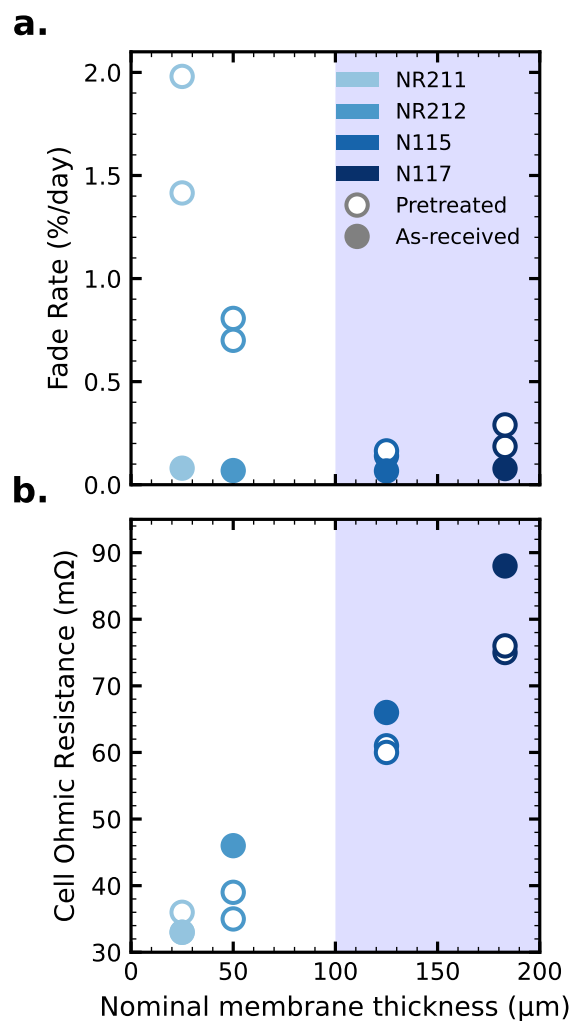 a.
2.0
1.5
1.0
0.5
0.0
Fade Rate (%/day)
NR211
NR212
N115
N117
Pretreated
As-received
b.
90
80
70
60
50
40
30
Cell Ohmic Resistance (mΩ)
0 50 100 150 200
Nominal membrane thickness (μm)